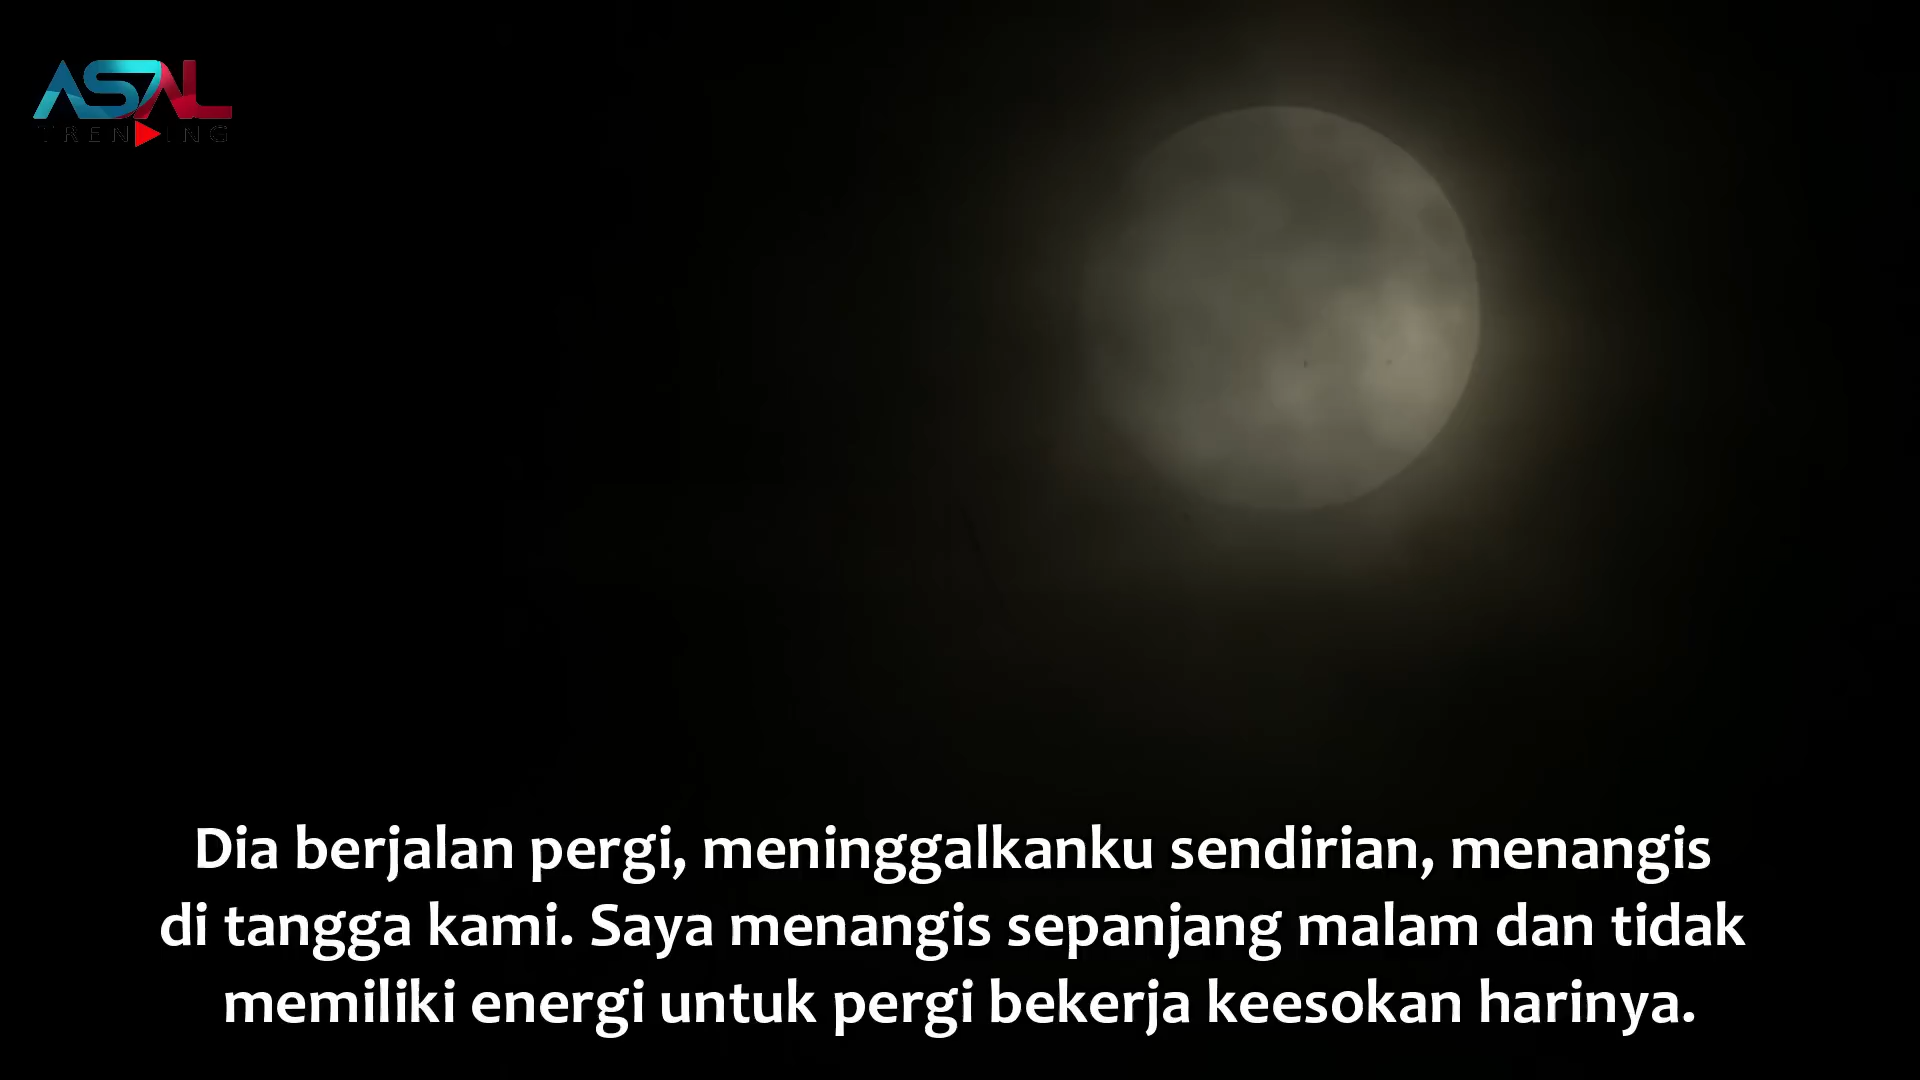 ASAL
TRENDING
Dia berjalan pergi, meninggalkanku sendirian, menangis
di tangga kami. Saya menangis sepanjang malam dan tidak
memiliki energi untuk pergi bekerja keesokan harinya.